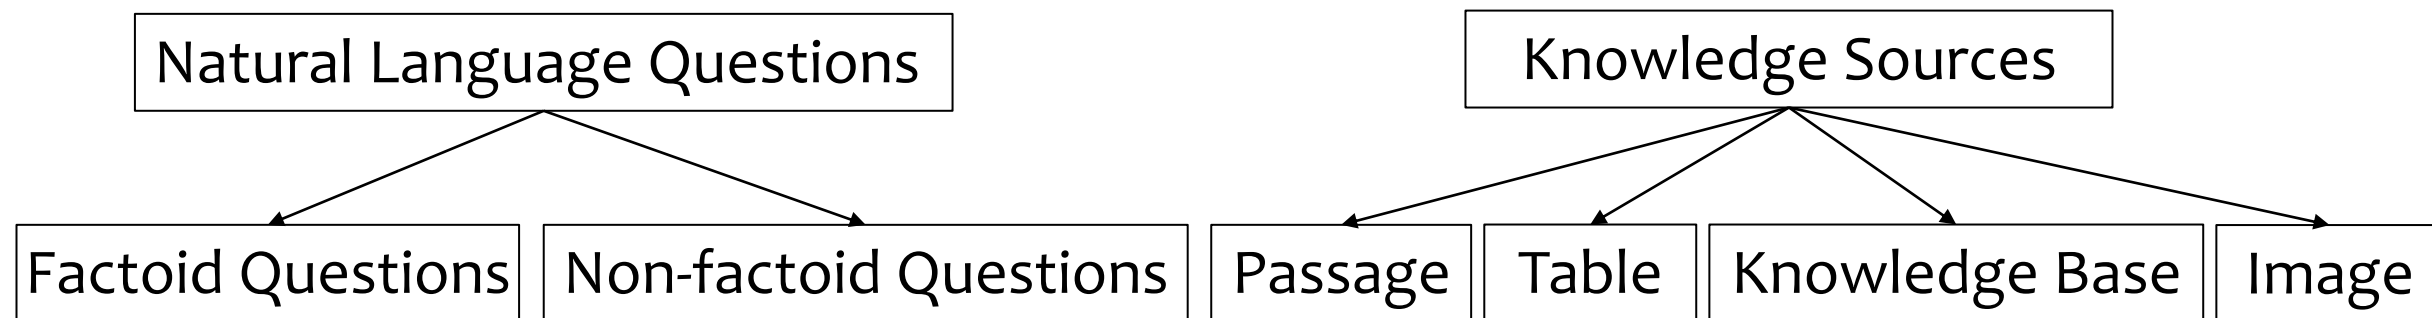 Natural Language Questions
Knowledge Sources
Factoid Questions
Non-factoid Questions
Passage
Table
Knowledge Base
Image